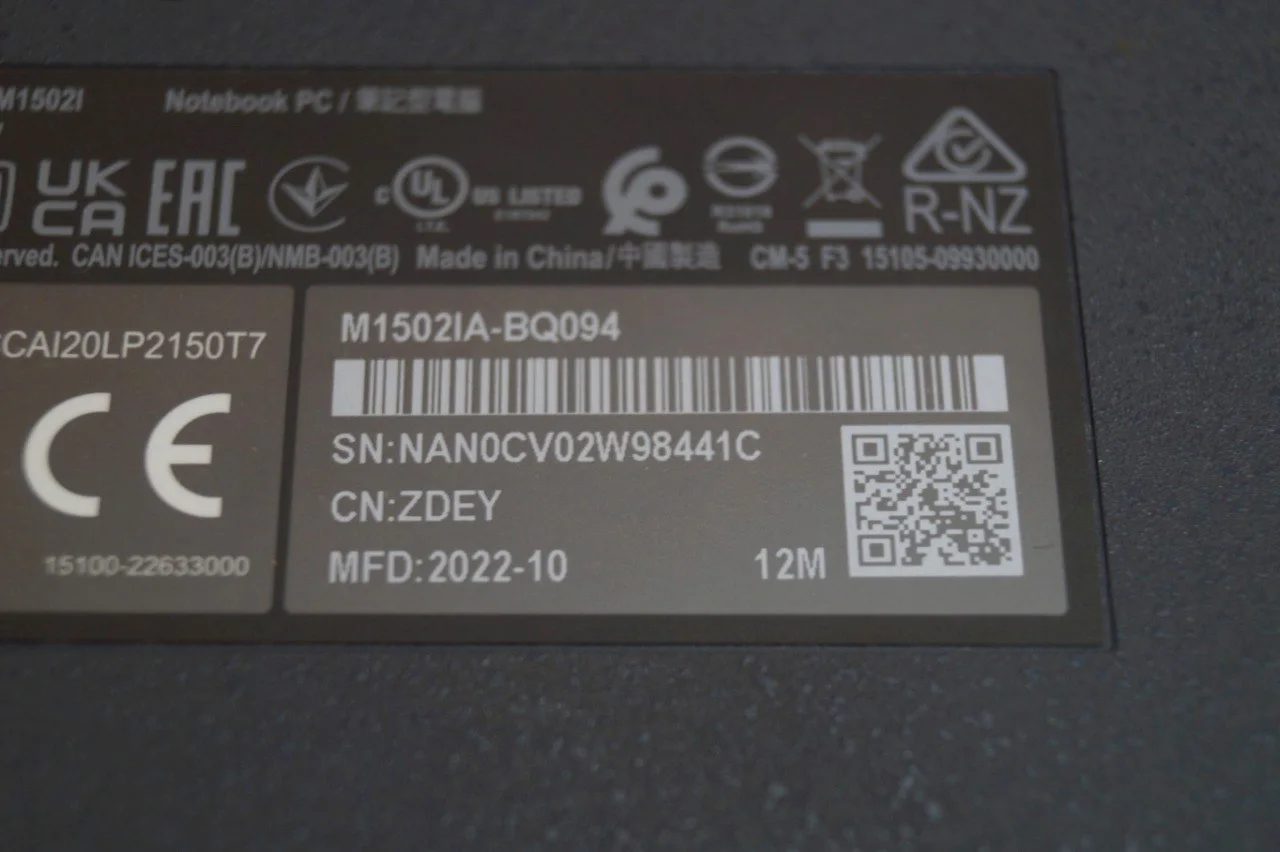 M1502I Notebook PC / 筆記型電腦
UK
CA
EAC
C UL US LISTED
I.T.E.
RoHS
R-NZ
erved. CAN ICES-003(B)/NMB-003(B) Made in China/中國製造 CM-5 F3 15105-09930000
CAI20LP2150T7
CE
15100-22633000
M1502IA-BQ094
SN:NAN0CV02W98441C
CN:ZDEY
MFD:2022-10 12M